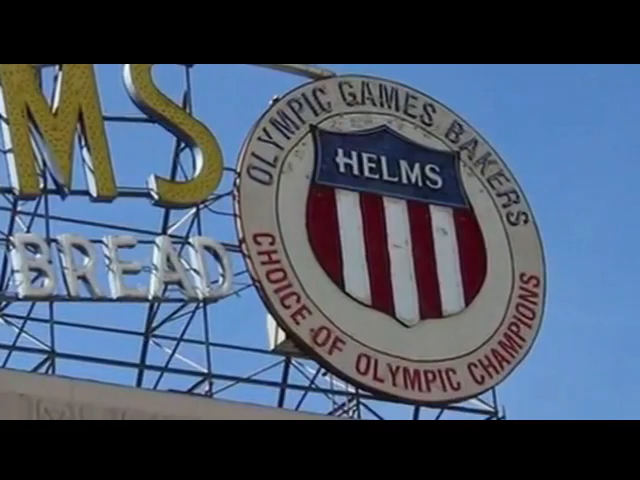 MS
BREAD
OLYMPIC GAMES BAKERS
HELMS
CHOICE OF OLYMPIC CHAMPIONS